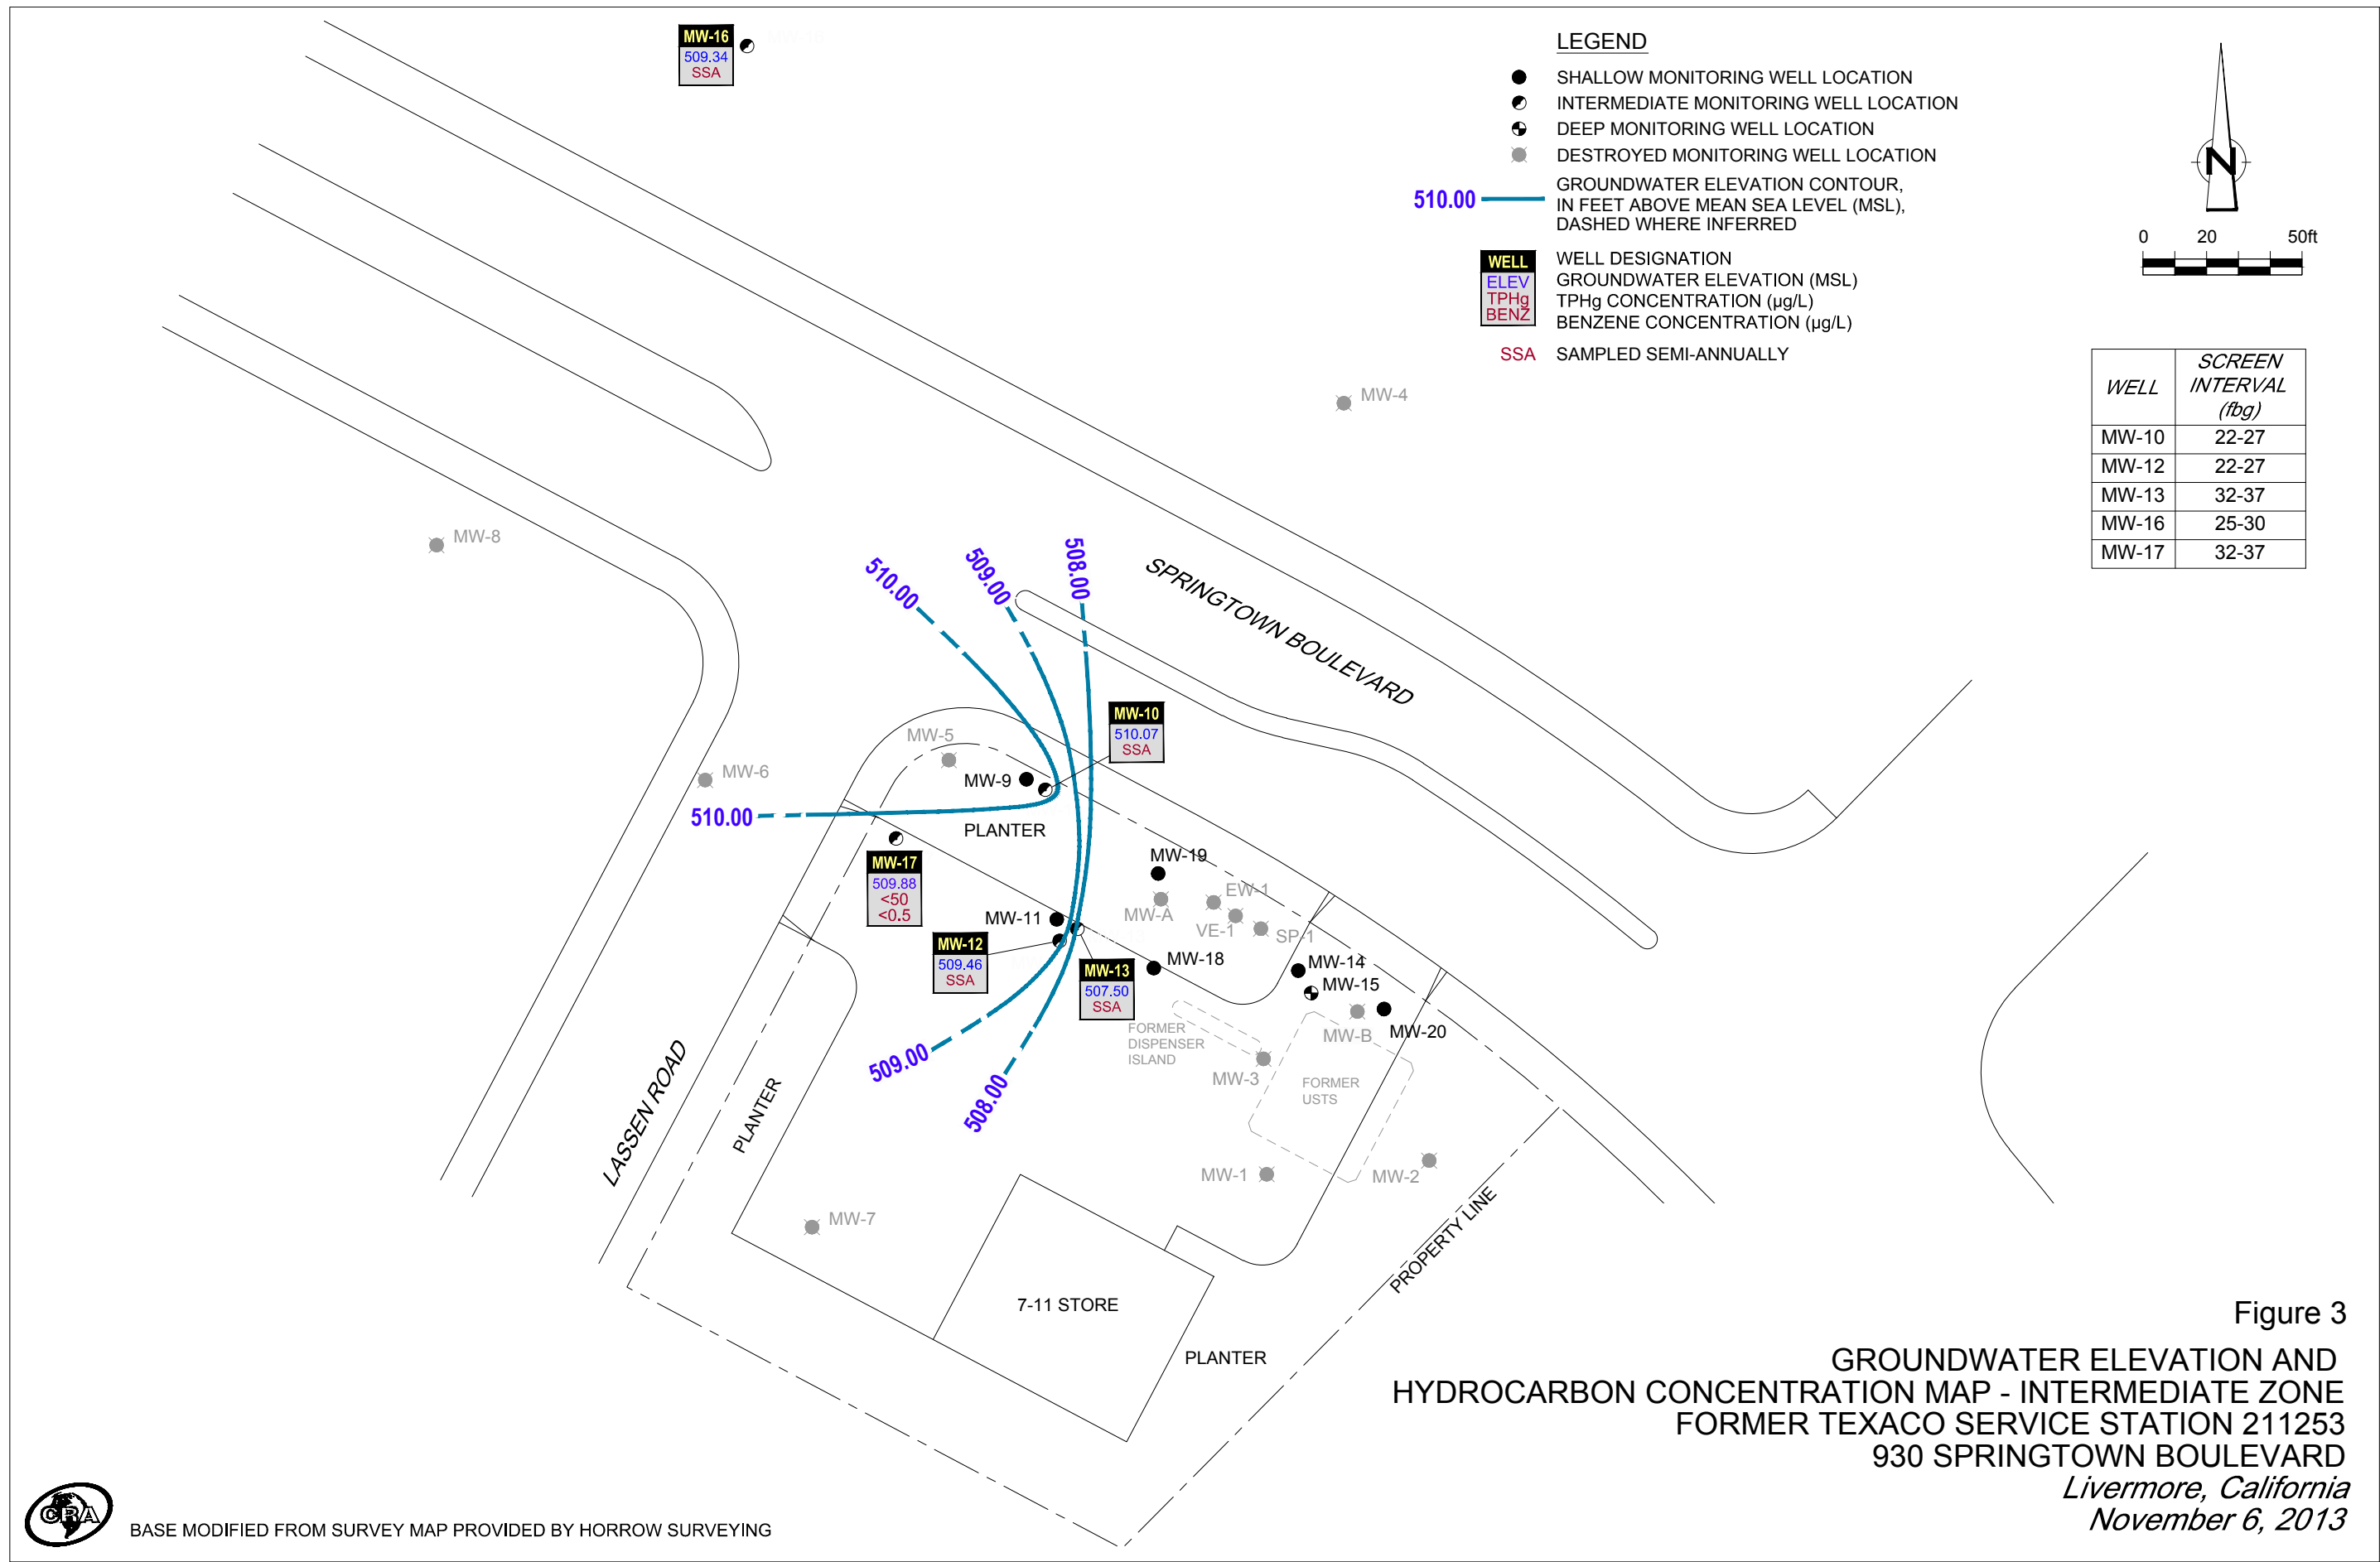 MW-16
509.34
SSA
LEGEND
SHALLOW MONITORING WELL LOCATION
INTERMEDIATE MONITORING WELL LOCATION
DEEP MONITORING WELL LOCATION
DESTROYED MONITORING WELL LOCATION
510.00
GROUNDWATER ELEVATION CONTOUR,
IN FEET ABOVE MEAN SEA LEVEL (MSL),
DASHED WHERE INFERRED
WELL
ELEV
TPHg
BENZ
WELL DESIGNATION
GROUNDWATER ELEVATION (MSL)
TPHg CONCENTRATION (µg/L)
BENZENE CONCENTRATION (µg/L)
SSA SAMPLED SEMI-ANNUALLY
N
0 20 50ft
WELL SCREEN INTERVAL (fbg)
MW-10 22-27
MW-12 22-27
MW-13 32-37
MW-16 25-30
MW-17 32-37
MW-4
MW-8
510.00
509.00
508.00
SPRINGTOWN BOULEVARD
MW-10
510.07
SSA
MW-5
MW-6
MW-9
510.00
PLANTER
MW-17
509.88
<50
<0.5
MW-19
EW-1
MW-A
VE-1
SP-1
MW-11
MW-12
509.46
SSA
MW-13
507.50
SSA
MW-18
MW-14
MW-15
MW-B
MW-20
FORMER
DISPENSER
ISLAND
MW-3
FORMER
USTS
509.00
508.00
LASSEN ROAD
PLANTER
MW-1
MW-2
MW-7
PROPERTY LINE
7-11 STORE
PLANTER
Figure 3
GROUNDWATER ELEVATION AND
HYDROCARBON CONCENTRATION MAP - INTERMEDIATE ZONE
FORMER TEXACO SERVICE STATION 211253
930 SPRINGTOWN BOULEVARD
Livermore, California
November 6, 2013
CRA
BASE MODIFIED FROM SURVEY MAP PROVIDED BY HORROW SURVEYING